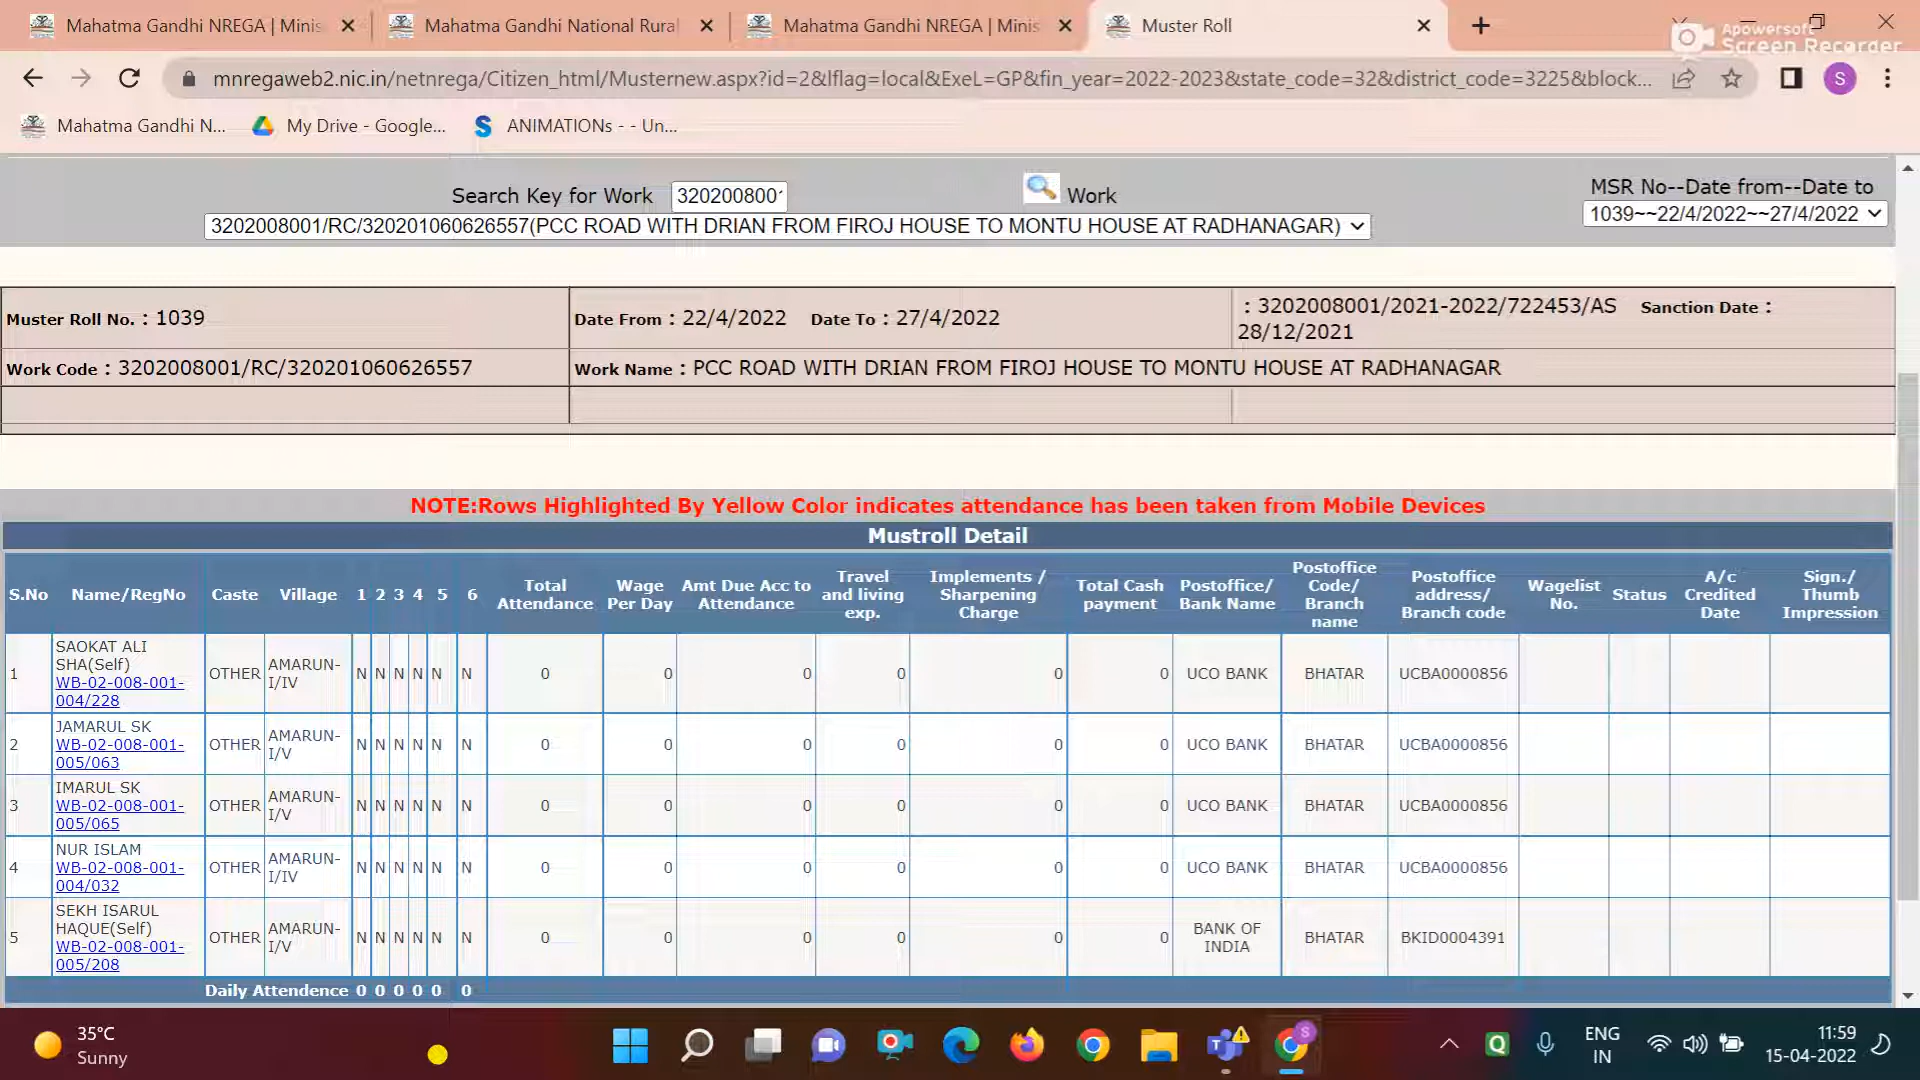 Mahatma Gandhi NREGA | Minis
Mahatma Gandhi National Rural
Mahatma Gandhi NREGA | Minis
Muster Roll
Apowersoft
Screen Recorder
mnregaweb2.nic.in/netnrega/Citizen_html/Musternew.aspx?id=2&lflag=local&ExeL=GP&fin_year=2022-2023&state_code=32&district_code=3225&block...
S
Mahatma Gandhi N...
My Drive - Google...
ANIMATIONs - - Un...
Search Key for Work 320200800
Work
MSR No--Date from--Date to
3202008001/RC/320201060626557(PCC ROAD WITH DRIAN FROM FIROJ HOUSE TO MONTU HOUSE AT RADHANAGAR)
1039~~22/4/2022~~27/4/2022
Muster Roll No. : 1039
Date From : 22/4/2022 Date To : 27/4/2022
: 3202008001/2021-2022/722453/AS Sanction Date :
28/12/2021
Work Code : 3202008001/RC/320201060626557
Work Name : PCC ROAD WITH DRIAN FROM FIROJ HOUSE TO MONTU HOUSE AT RADHANAGAR
NOTE:Rows Highlighted By Yellow Color indicates attendance has been taken from Mobile Devices
Mustroll Detail
S.No Name/RegNo Caste Village 1 2 3 4 5 6 Total Attendance Wage Per Day Amt Due Acc to Attendance Travel and living exp. Implements / Sharpening Charge Total Cash payment Postoffice/ Bank Name Postoffice Code/ Branch name Postoffice address/ Branch code Wagelist No. Status A/c Credited Date Sign./ Thumb Impression
1 SAOKAT ALI SHA(Self) WB-02-008-001-004/228 OTHER AMARUN-I/IV N N N N N N 0 0 0 0 0 0 UCO BANK BHATAR UCBA0000856
2 JAMARUL SK WB-02-008-001-005/063 OTHER AMARUN-I/V N N N N N N 0 0 0 0 0 0 UCO BANK BHATAR UCBA0000856
3 IMARUL SK WB-02-008-001-005/065 OTHER AMARUN-I/V N N N N N N 0 0 0 0 0 0 UCO BANK BHATAR UCBA0000856
4 NUR ISLAM WB-02-008-001-004/032 OTHER AMARUN-I/IV N N N N N N 0 0 0 0 0 0 UCO BANK BHATAR UCBA0000856
5 SEKH ISARUL HAQUE(Self) WB-02-008-001-005/208 OTHER AMARUN-I/V N N N N N N 0 0 0 0 0 0 BANK OF INDIA BHATAR BKID0004391
Daily Attendence 0 0 0 0 0 0
35°C
Sunny
S
Q
ENG
IN
11:59
15-04-2022